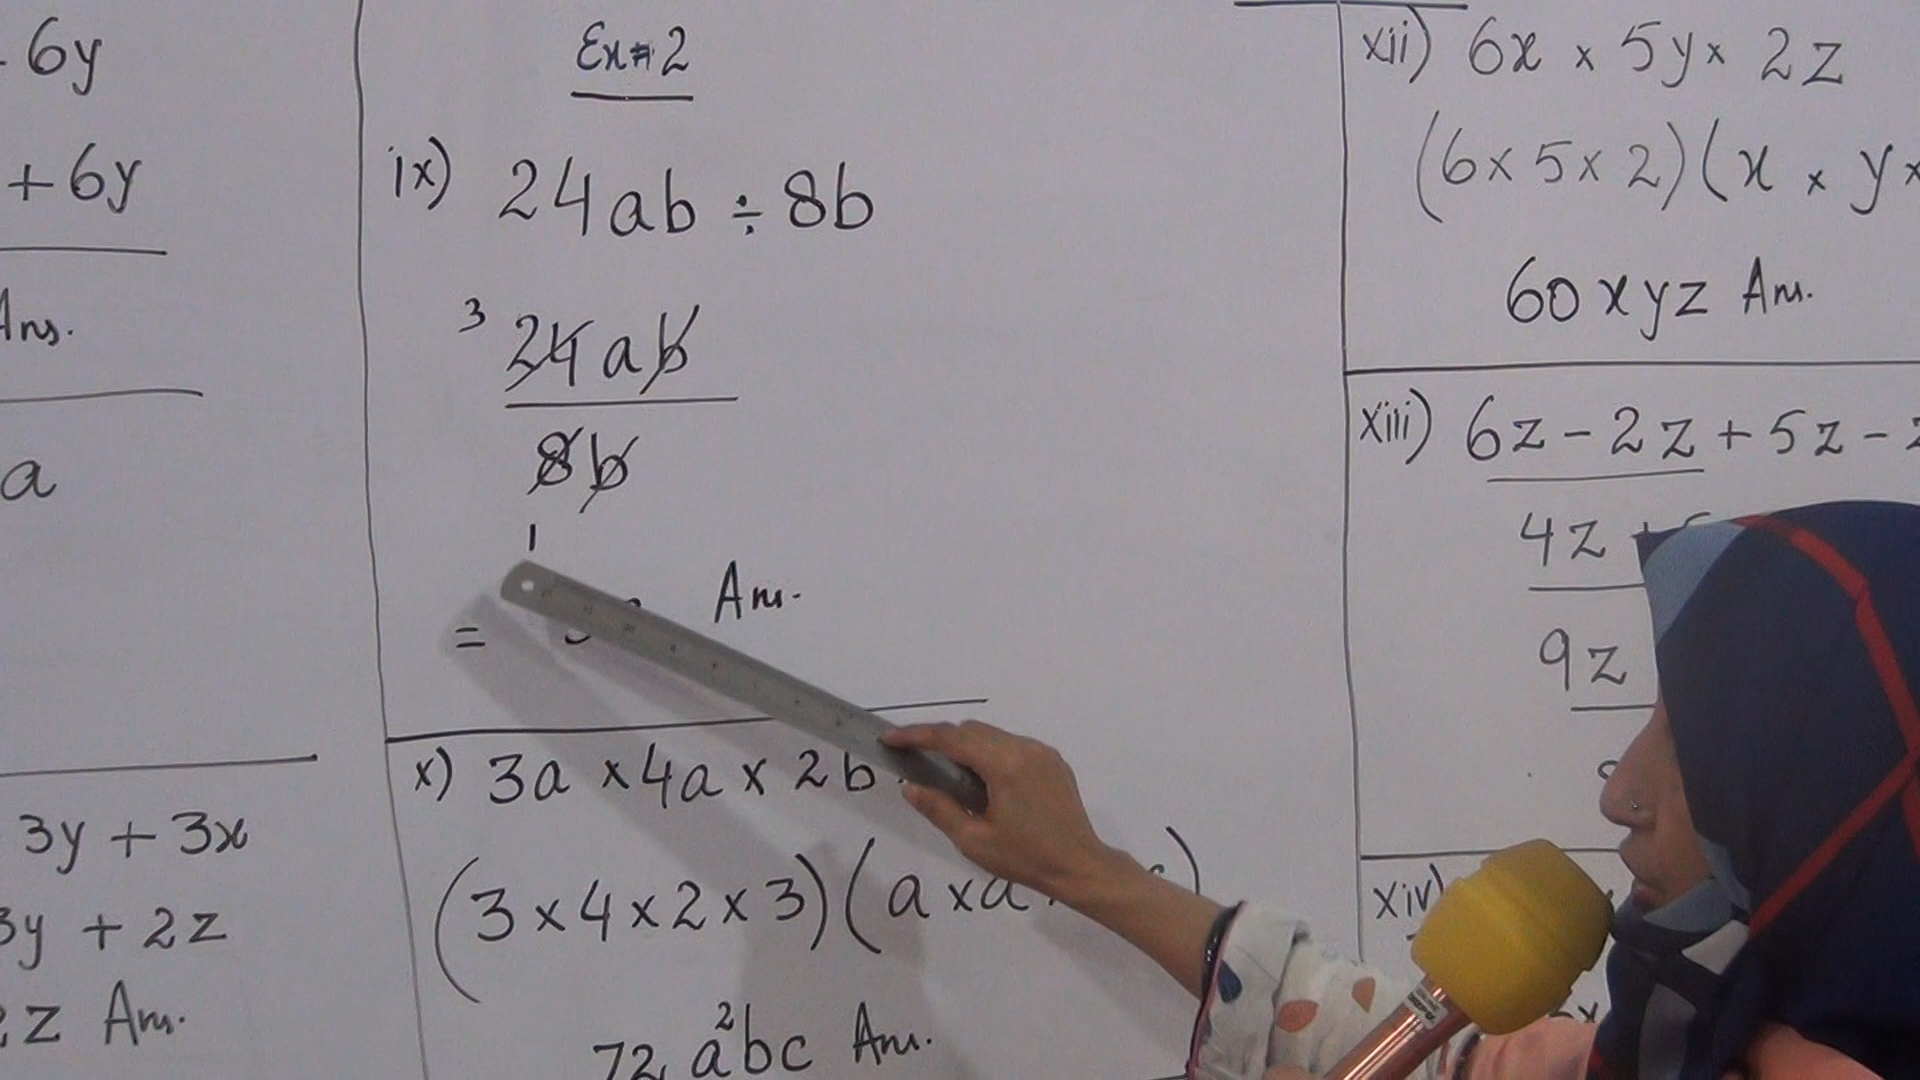 6y
+ 6y
Ans.
a
3y + 3x
3y + 2z
z Ans.
Ex # 2
ix) 24ab ÷ 8b
3
24ab
8b
1
= Ans.
x) 3a × 4a × 2b
(3 × 4 × 2 × 3)(a × a
72 a²bc Ans.
xii) 6x × 5y × 2z
(6 × 5 × 2)(x × y ×
60xyz Ans.
xiii) 6z - 2z + 5z -
4z +
9z
xiv)